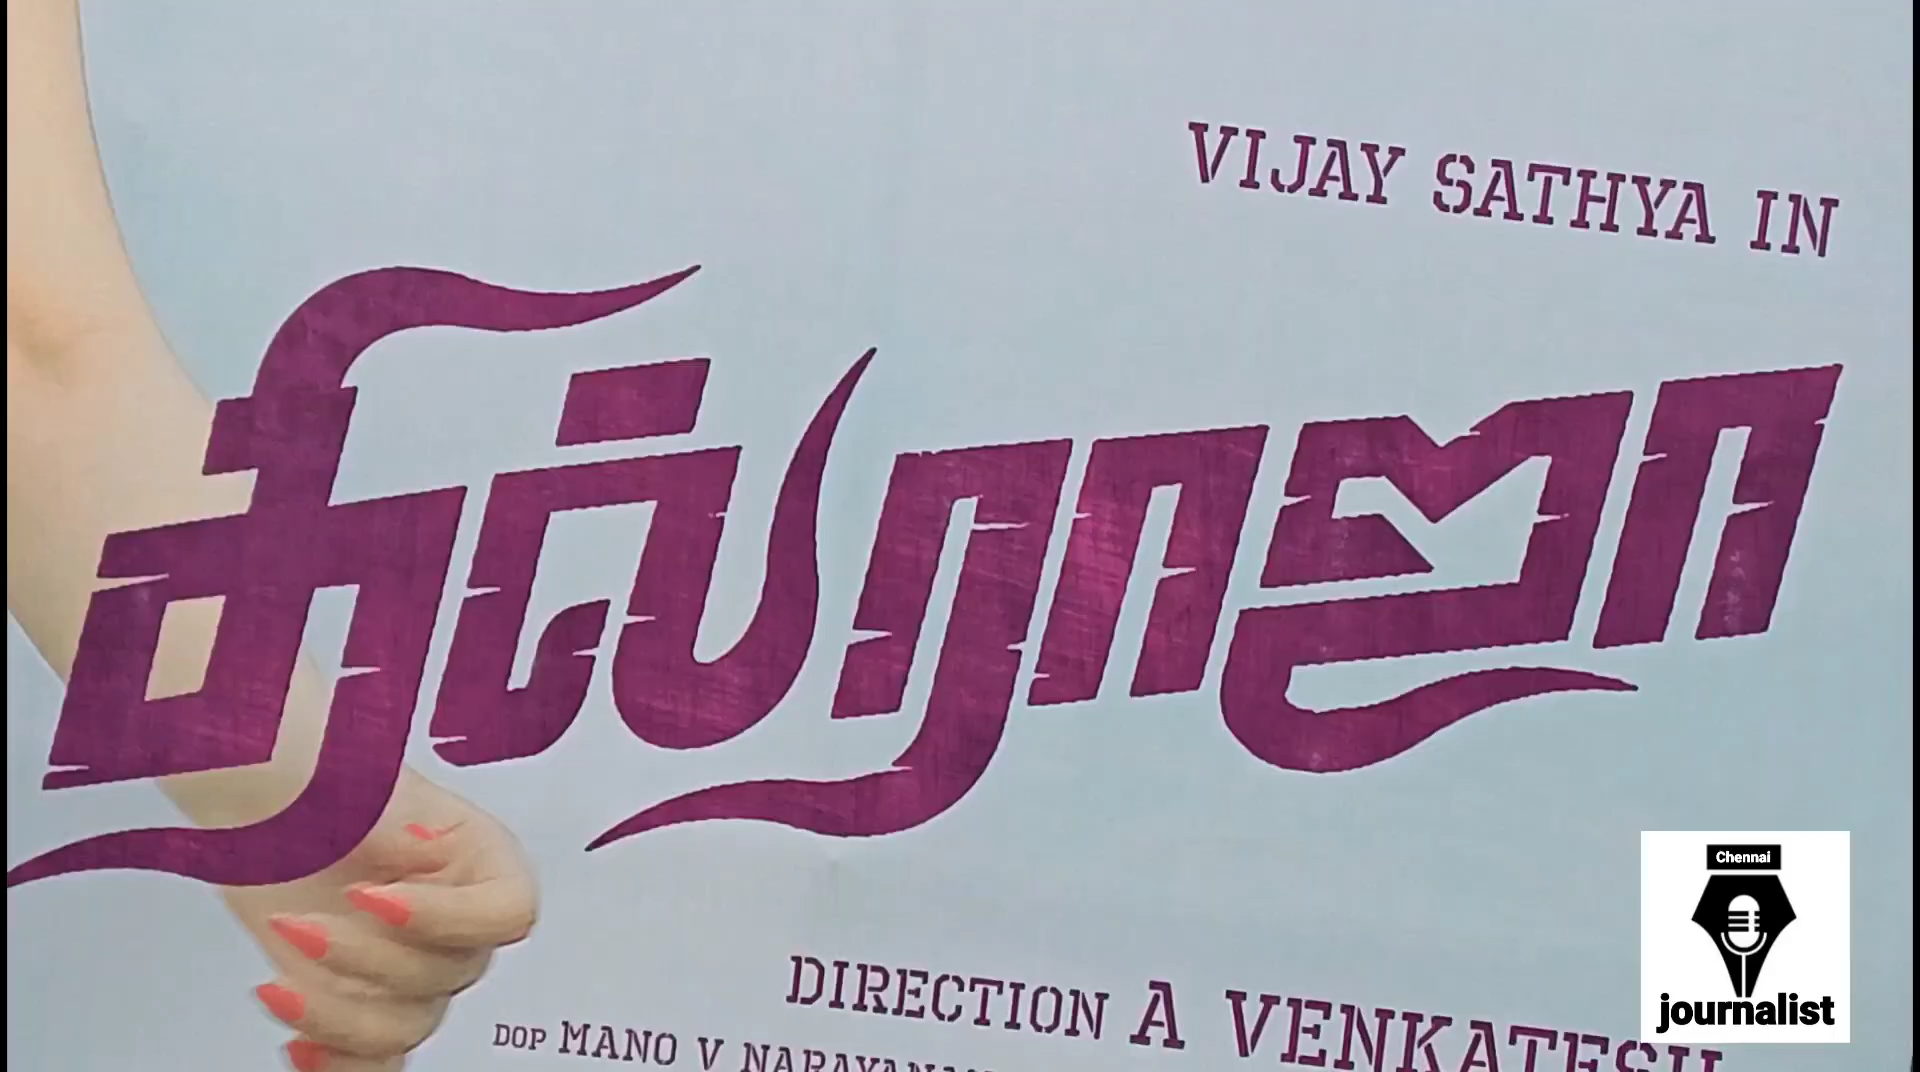 VIJAY SATHYA IN
தில்ராஜா
DIRECTION A VENKATESH
DOP MANO V
Chennai
journalist